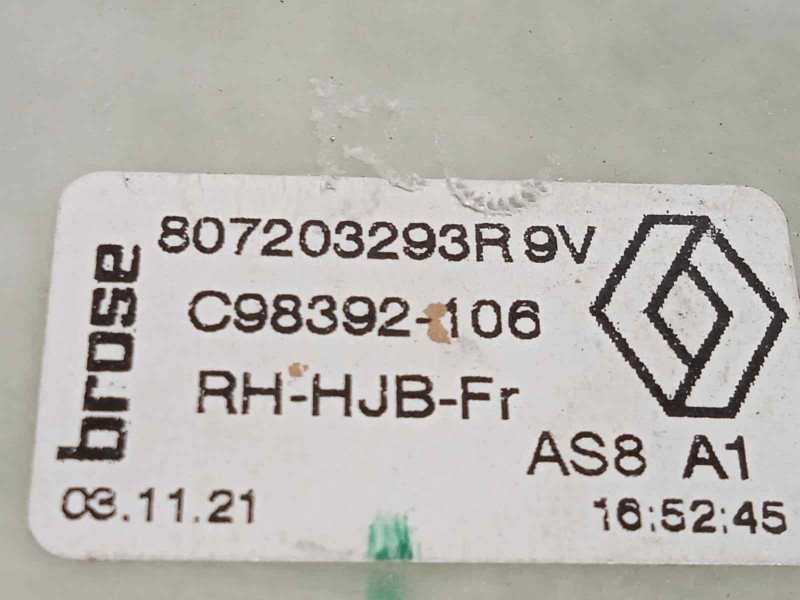 807203293R 9V
brose
C98392-106
RH-HJB-Fr
AS8 A1
03.11.21
16:52:45